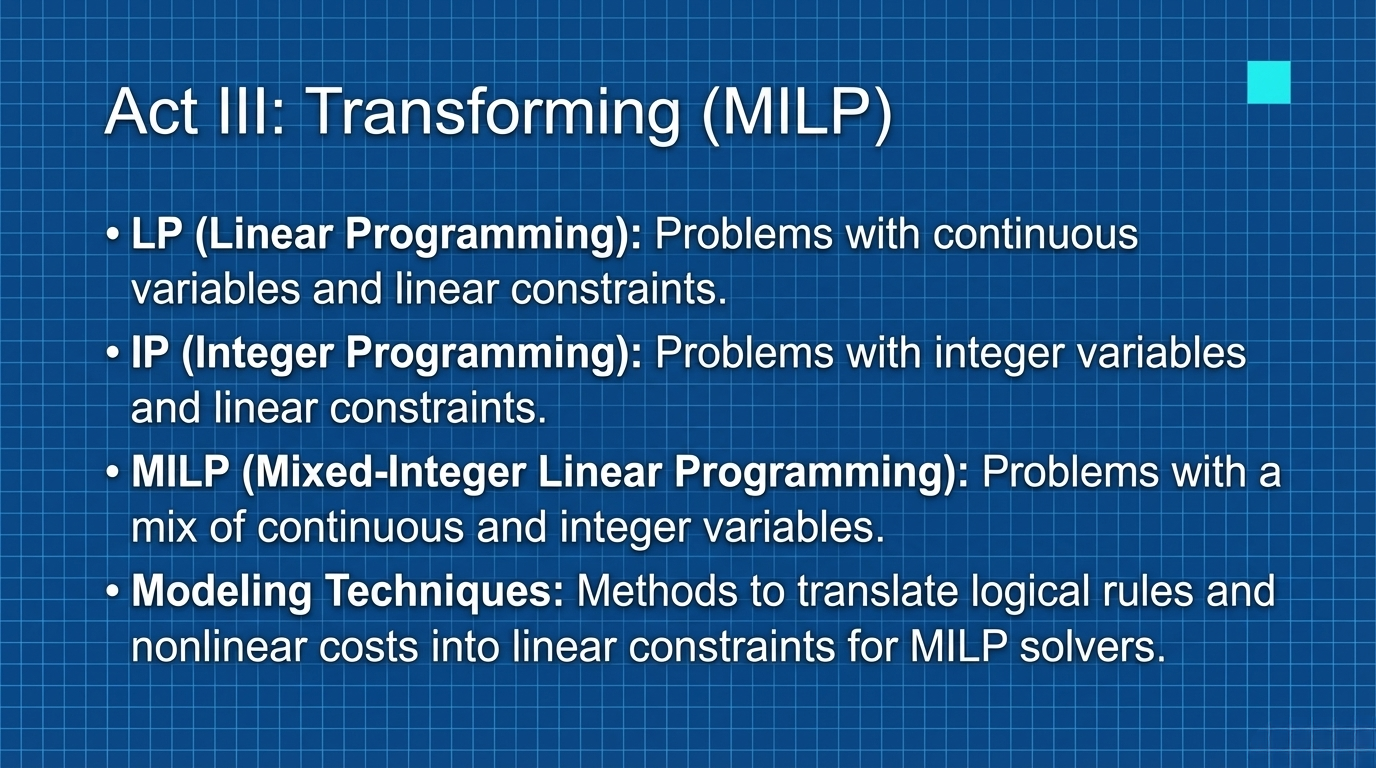 Act III: Transforming (MILP)
• LP (Linear Programming): Problems with continuous
variables and linear constraints.
• IP (Integer Programming): Problems with integer variables
and linear constraints.
• MILP (Mixed-Integer Linear Programming): Problems with a
mix of continuous and integer variables.
• Modeling Techniques: Methods to translate logical rules and
nonlinear costs into linear constraints for MILP solvers.